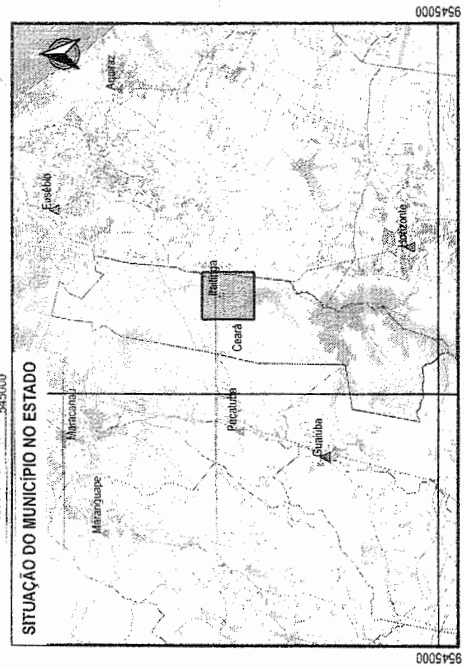 SITUAÇÃO DO MUNICÍPIO NO ESTADO
545000
Eusébio
Aquiraz
Maracanaú
Maranguape
Itaitinga
Ceará
Pacatuba
Guaiúba
Horizonte
9545000
9545000